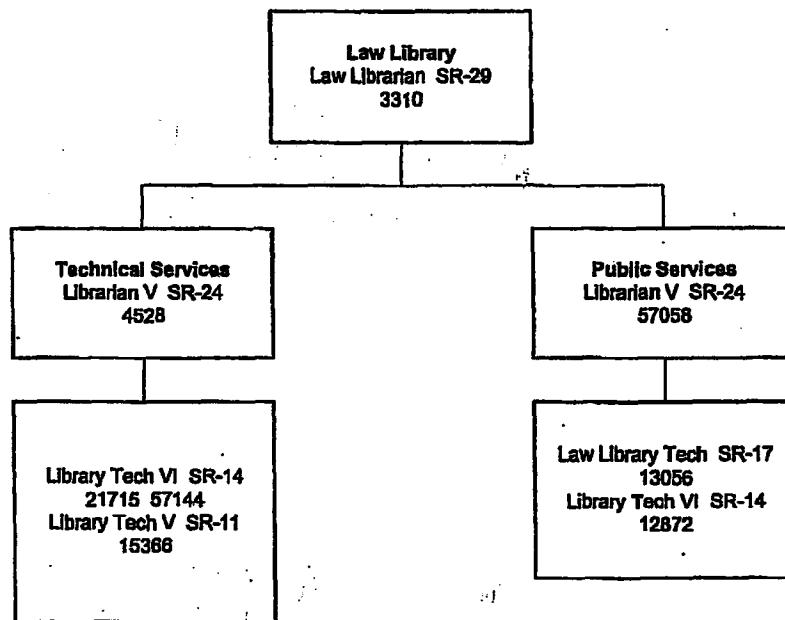 Law Library
Law Librarian SR-29
3310
Technical Services
Librarian V SR-24
4528
Public Services
Librarian V SR-24
57058
Library Tech VI SR-14
21715 57144
Library Tech V SR-11
15366
Law Library Tech SR-17
13056
Library Tech VI SR-14
12872